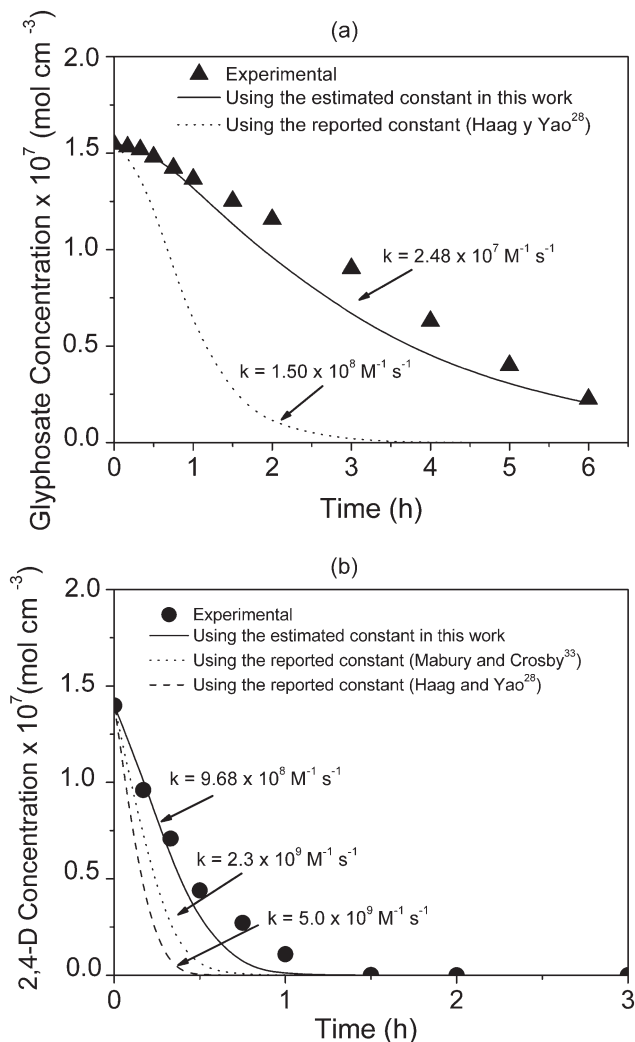 (a)
Glyphosate Concentration x 10⁷ (mol cm⁻³)
2.0
1.5
1.0
0.5
0.0
Experimental
Using the estimated constant in this work
Using the reported constant (Haag y Yao²⁸)
k = 2.48 x 10⁷ M⁻¹ s⁻¹
k = 1.50 x 10⁸ M⁻¹ s⁻¹
0 1 2 3 4 5 6
Time (h)
(b)
2,4-D Concentration x 10⁷(mol cm⁻³)
2.0
1.5
1.0
0.5
0.0
Experimental
Using the estimated constant in this work
Using the reported constant (Mabury and Crosby³³)
Using the reported constant (Haag and Yao²⁸)
k = 9.68 x 10⁸ M⁻¹ s⁻¹
k = 2.3 x 10⁹ M⁻¹ s⁻¹
k = 5.0 x 10⁹ M⁻¹ s⁻¹
0 1 2 3
Time (h)